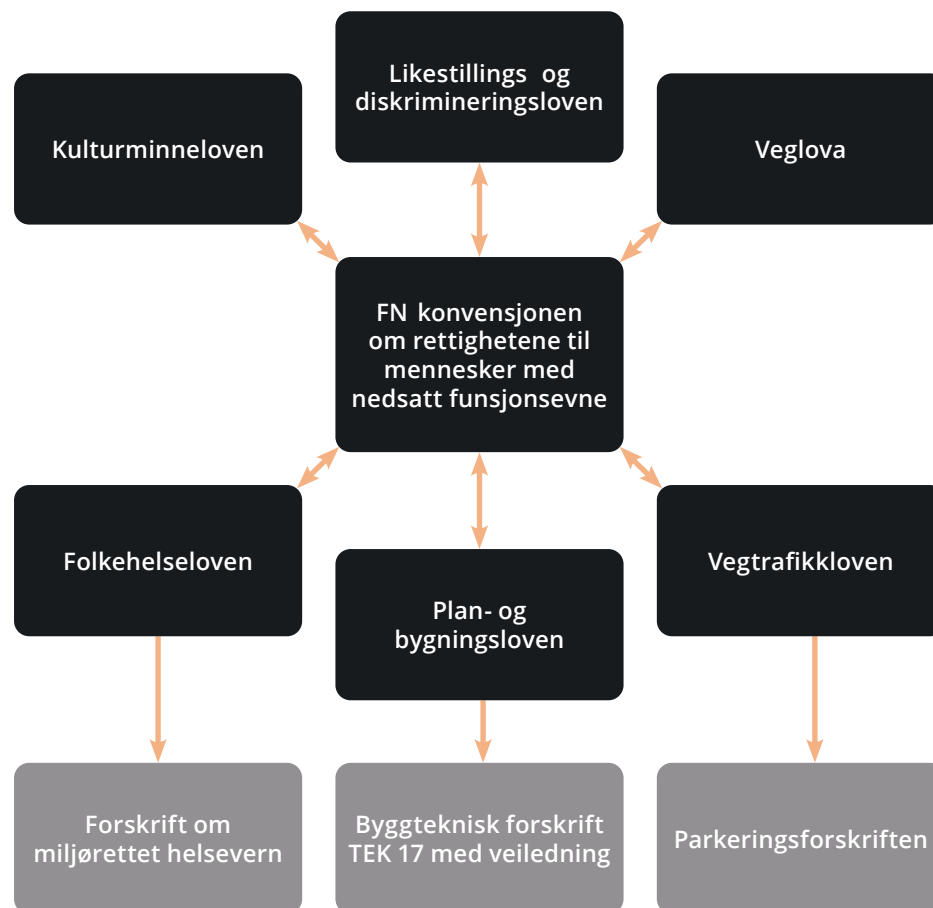 Likestillings og
diskrimineringsloven
Kulturminneloven
Veglova
FN konvensjonen
om rettighetene til
mennesker med
nedsatt funsjonsevne
Folkehelseloven
Vegtrafikkloven
Plan- og
bygningsloven
Forskrift om
miljørettet helsevern
Byggteknisk forskrift
TEK 17 med veiledning
Parkeringsforskriften